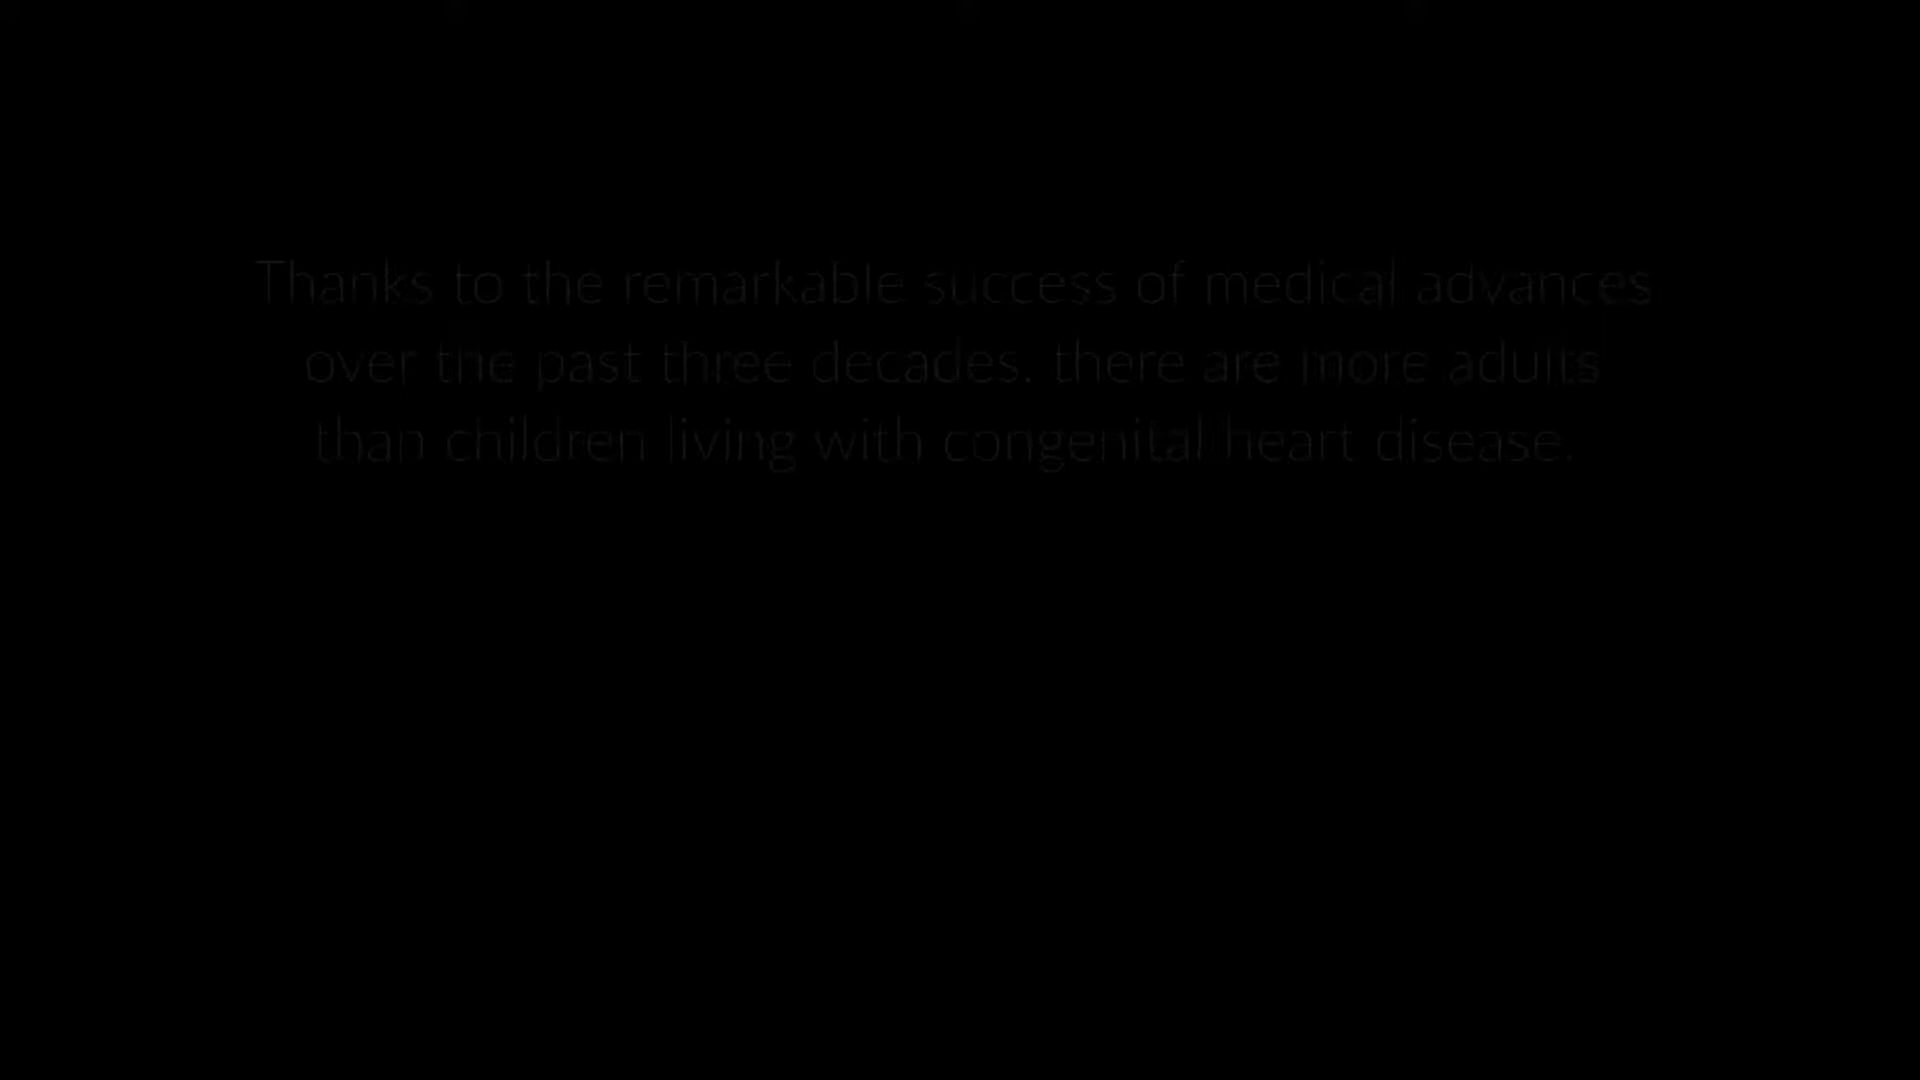 Thanks to the remarkable success of medical advances
over the past three decades, there are more adults
than children living with congenital heart disease.